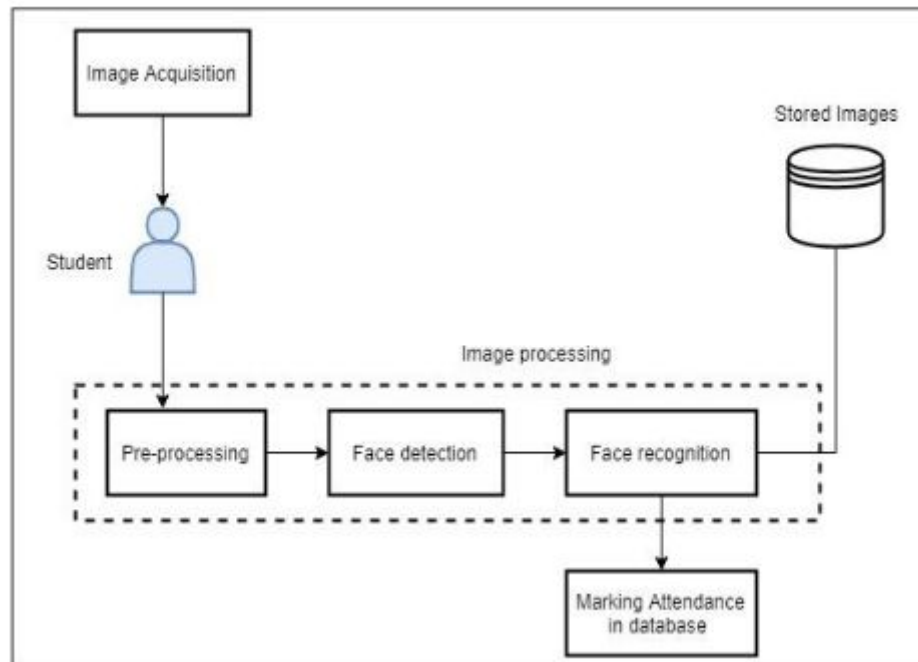 Image Acquisition
Stored Images
Student
Image processing
Pre-processing
Face detection
Face recognition
Marking Attendance
in database